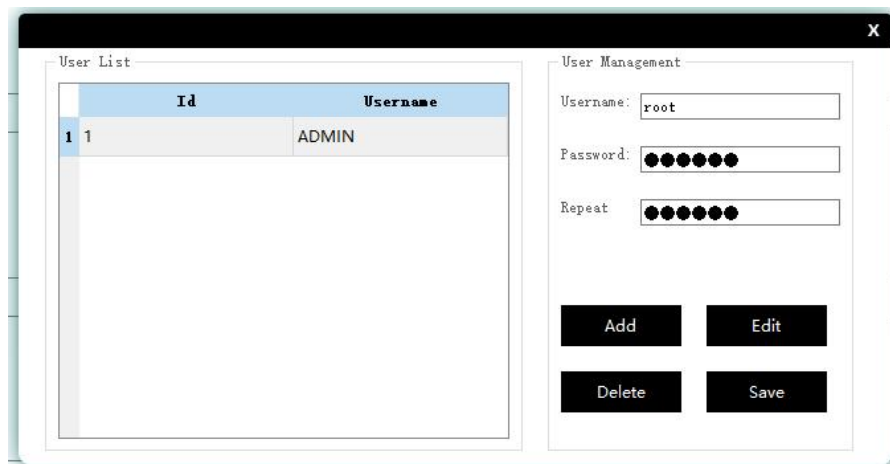 X
User List
Id Username
1 1 ADMIN
User Management
Username: root
Password: ●●●●●●
Repeat ●●●●●●
Add Edit
Delete Save